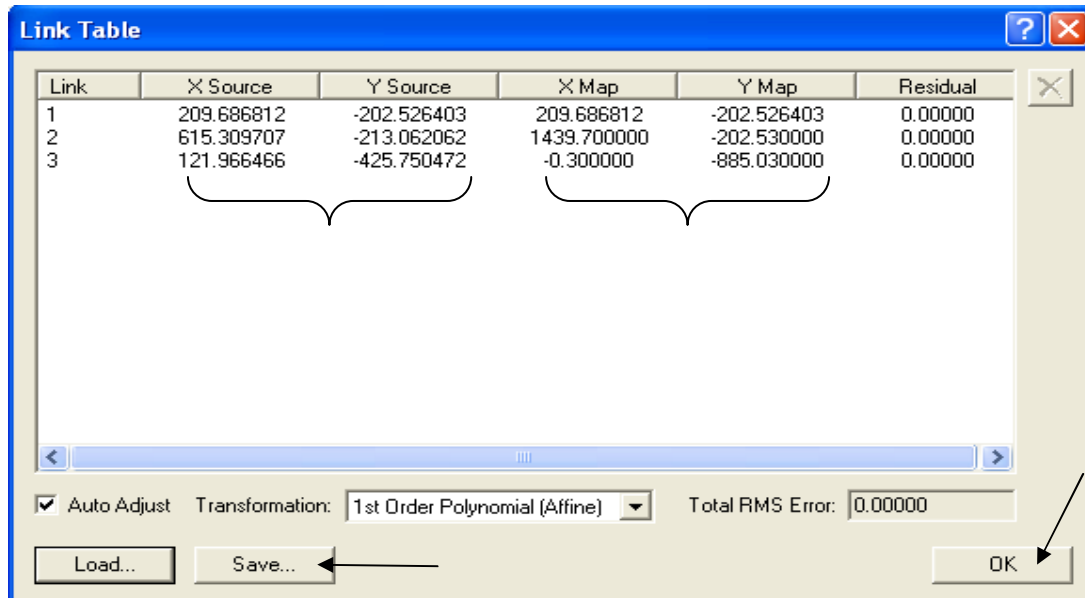 Link Table
Link X Source Y Source X Map Y Map Residual
1 209.686812 -202.526403 209.686812 -202.526403 0.00000
2 615.309707 -213.062062 1439.700000 -202.530000 0.00000
3 121.966466 -425.750472 -0.300000 -885.030000 0.00000
Auto Adjust Transformation: 1st Order Polynomial (Affine) Total RMS Error: 0.00000
Load... Save... OK